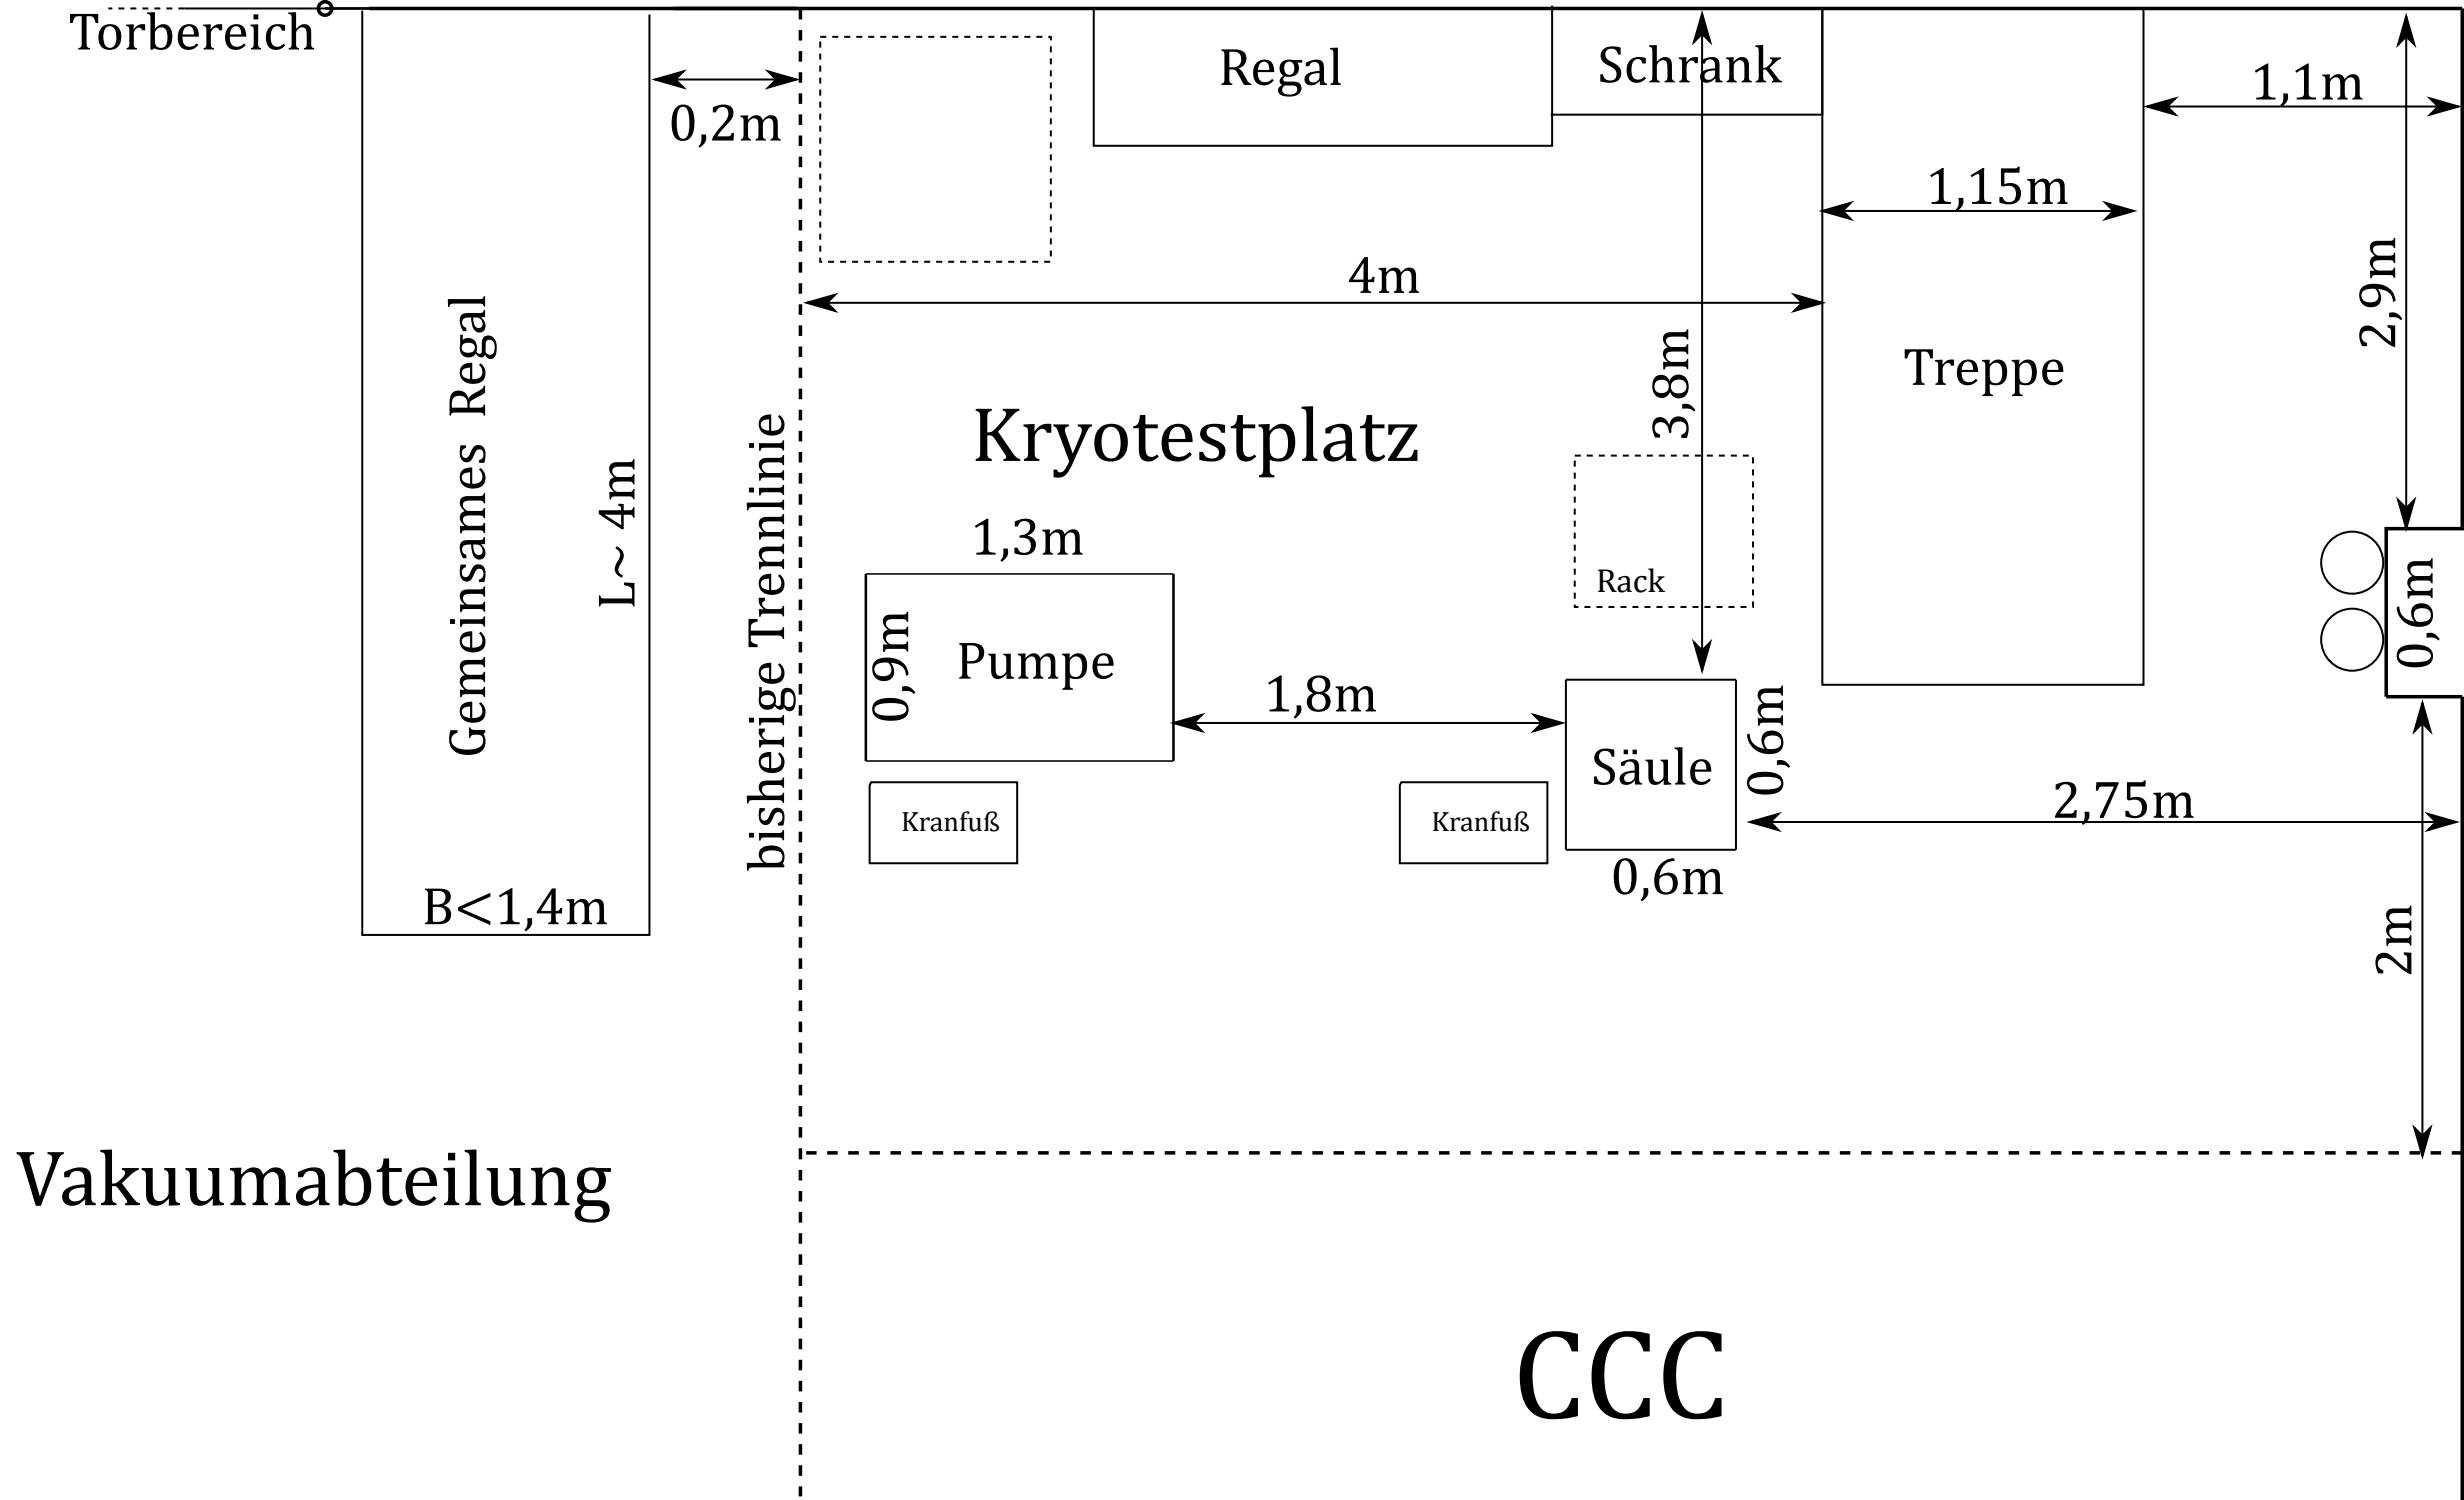 Torbereich
0,2m
Regal
Schrank
1,1m
1,15m
4m
2,9m
3,8m
Treppe
Gemeinsames Regal
L~ 4m
bisherige Trennlinie
Kryotestplatz
1,3m
0,9m
Pumpe
Rack
0,6m
1,8m
Säule
0,6m
0,6m
2,75m
Kranfuß
Kranfuß
B<1,4m
2m
Vakuumabteilung
CCC